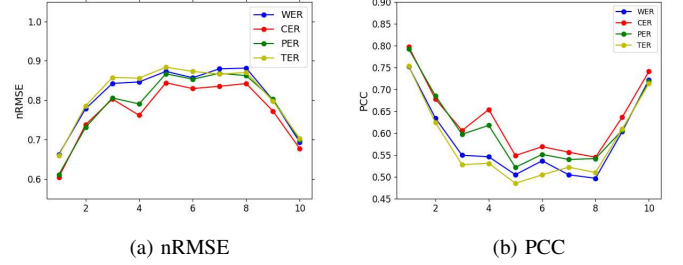 1.0
0.9
0.8
0.7
0.6
nRMSE
2 4 6 8 10
WER
CER
PER
TER
(a) nRMSE
0.90
0.85
0.80
0.75
0.70
0.65
0.60
0.55
0.50
0.45
PCC
2 4 6 8 10
WER
CER
PER
TER
(b) PCC